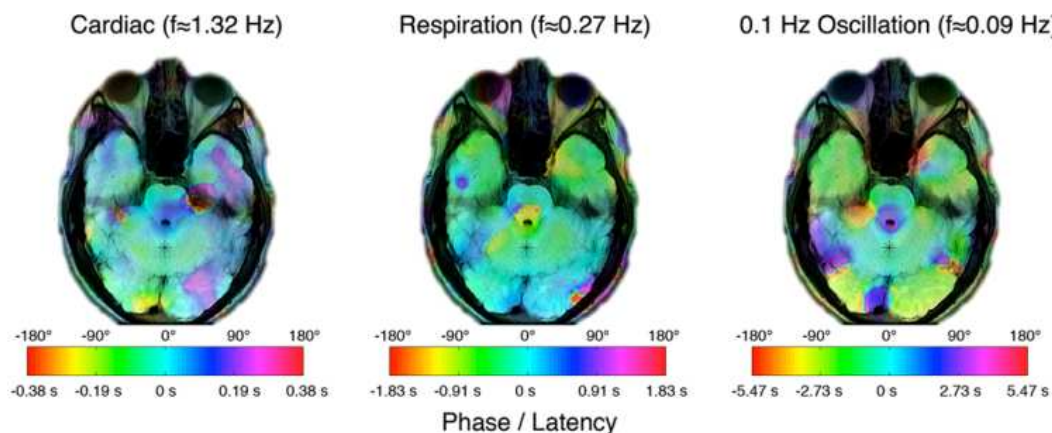 Cardiac (f≈1.32 Hz) Respiration (f≈0.27 Hz) 0.1 Hz Oscillation (f≈0.09 Hz)
-180° -90° 0° 90° 180° -180° -90° 0° 90° 180° -180° -90° 0° 90° 180°
-0.38 s -0.19 s 0 s 0.19 s 0.38 s -1.83 s -0.91 s 0 s 0.91 s 1.83 s -5.47 s -2.73 s 0 s 2.73 s 5.47 s
Phase / Latency